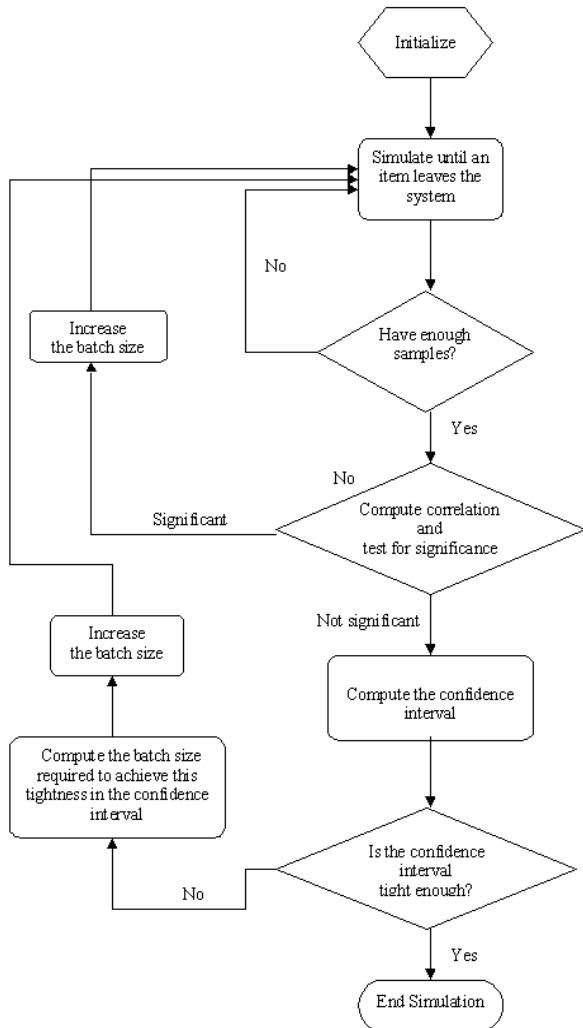 Initialize
Simulate until an
item leaves the
system
No
Increase
the batch size
Have enough
samples?
Yes
No
Significant
Compute correlation
and
test for significance
Not significant
Increase
the batch size
Compute the confidence
interval
Compute the batch size
required to achieve this
tightness in the confidence
interval
Is the confidence
interval
tight enough?
No
Yes
End Simulation